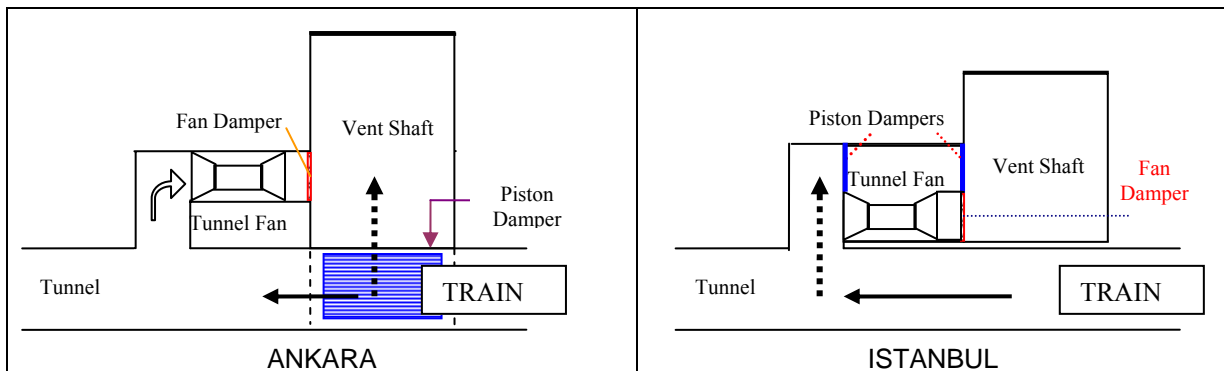 Fan Damper
Vent Shaft
Tunnel Fan
Piston
Damper
Tunnel
TRAIN
ANKARA
Piston Dampers
Tunnel Fan
Vent Shaft
Fan
Damper
Tunnel
TRAIN
ISTANBUL